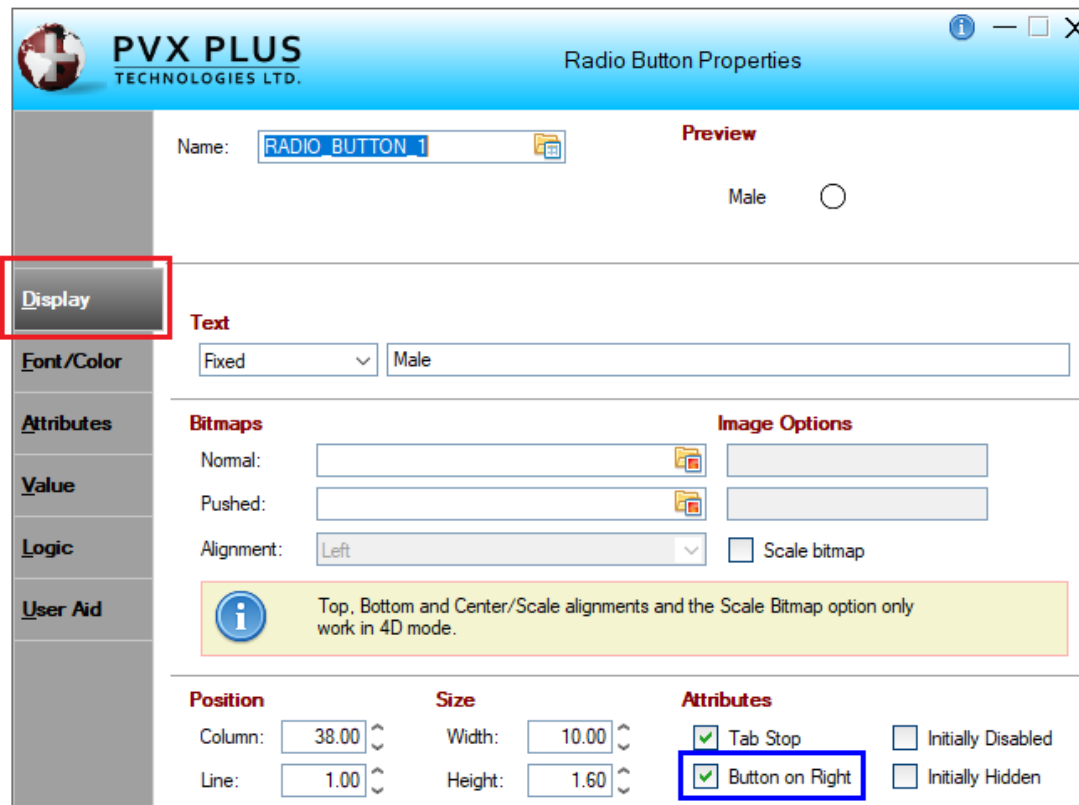 PVX PLUS
TECHNOLOGIES LTD.
Radio Button Properties
Name: RADIO_BUTTON_1
Preview
Male
Display
Font/Color
Attributes
Value
Logic
User Aid
Text
Fixed Male
Bitmaps Image Options
Normal:
Pushed:
Alignment: Left Scale bitmap
Top, Bottom and Center/Scale alignments and the Scale Bitmap option only
work in 4D mode.
Position Size Attributes
Column: 38.00 Width: 10.00 Tab Stop Initially Disabled
Line: 1.00 Height: 1.60 Button on Right Initially Hidden